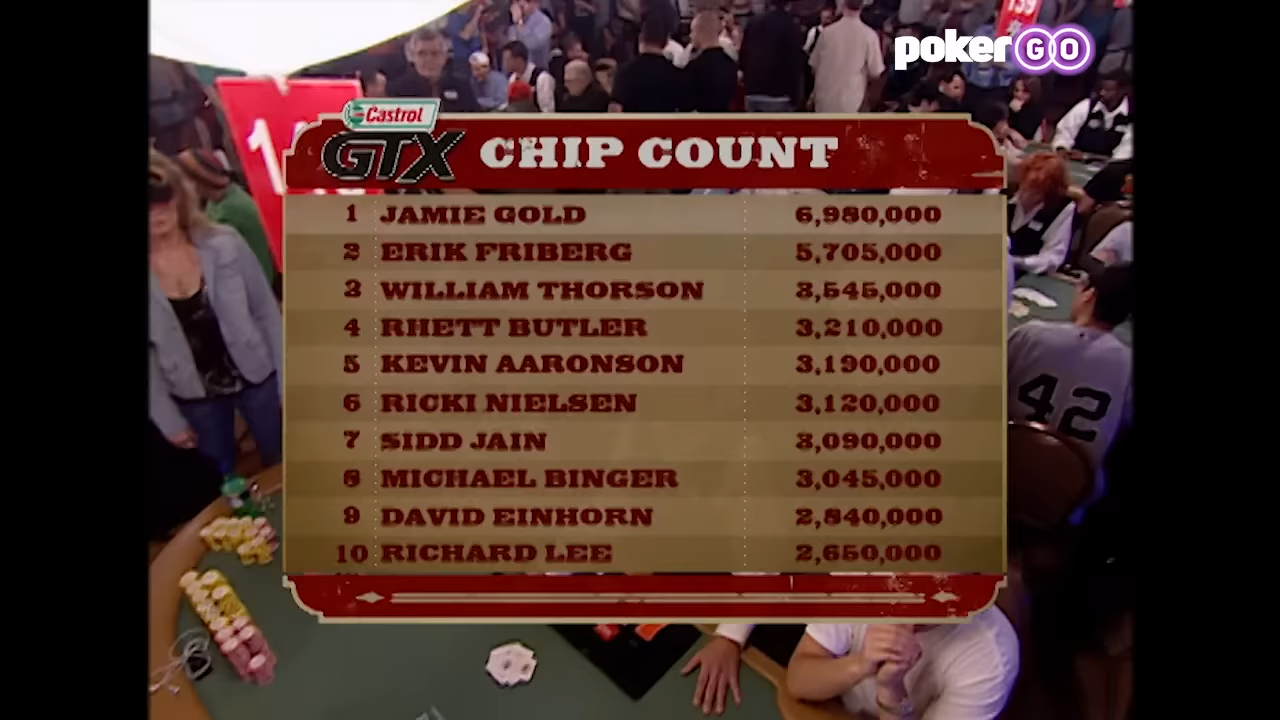 139
pokerGO
Castrol
GTX CHIP COUNT
1 JAMIE GOLD 6,980,000
2 ERIK FRIBERG 5,705,000
3 WILLIAM THORSON 3,545,000
4 RHETT BUTLER 3,210,000
5 KEVIN AARONSON 3,190,000
6 RICKI NIELSEN 3,120,000
7 SIDD JAIN 3,090,000
8 MICHAEL BINGER 3,045,000
9 DAVID EINHORN 2,840,000
10 RICHARD LEE 2,650,000
42